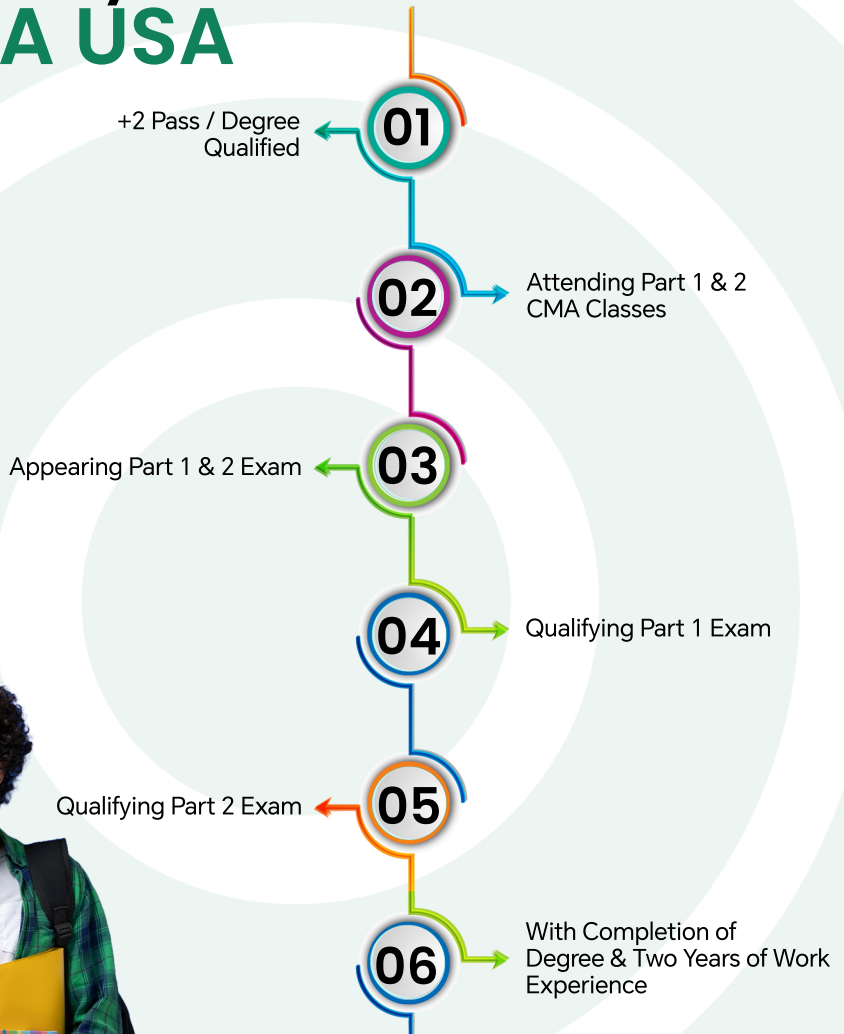 A USA
01
+2 Pass / Degree
Qualified
02
Attending Part 1 & 2
CMA Classes
03
Appearing Part 1 & 2 Exam
04
Qualifying Part 1 Exam
05
Qualifying Part 2 Exam
06
With Completion of
Degree & Two Years of Work
Experience